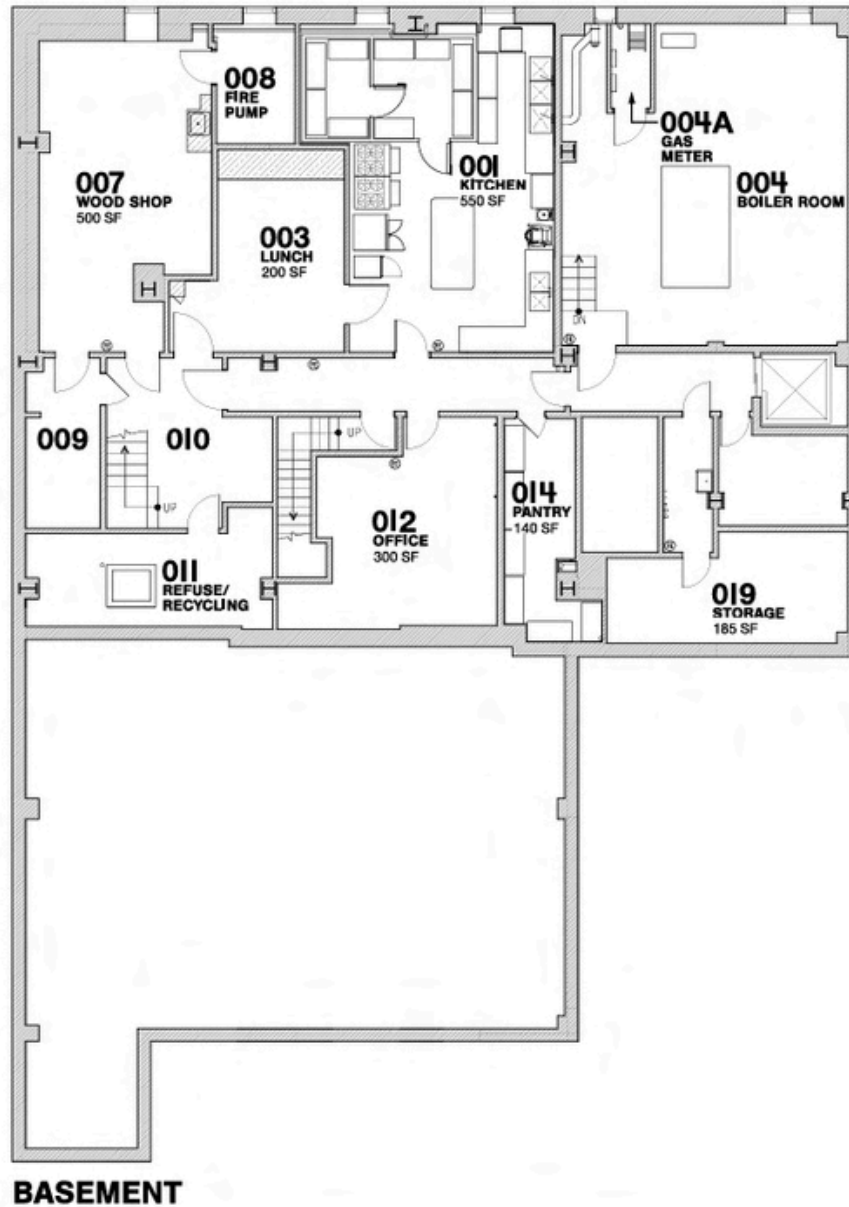 008
FIRE
PUMP
007
WOOD SHOP
500 SF
003
LUNCH
200 SF
001
KITCHEN
550 SF
004A
GAS
METER
004
BOILER ROOM
DN
009
010
UP
UP
012
OFFICE
300 SF
014
PANTRY
140 SF
011
REFUSE/
RECYCLING
019
STORAGE
185 SF
BASEMENT